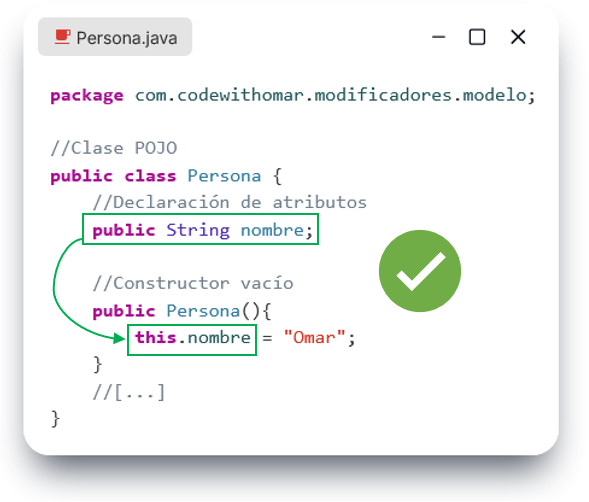 Persona.java
package com.codewithomar.modificadores.modelo;
//Clase POJO
public class Persona {
//Declaración de atributos
public String nombre;
//Constructor vacío
public Persona(){
this.nombre = "Omar";
}
//[...]
}